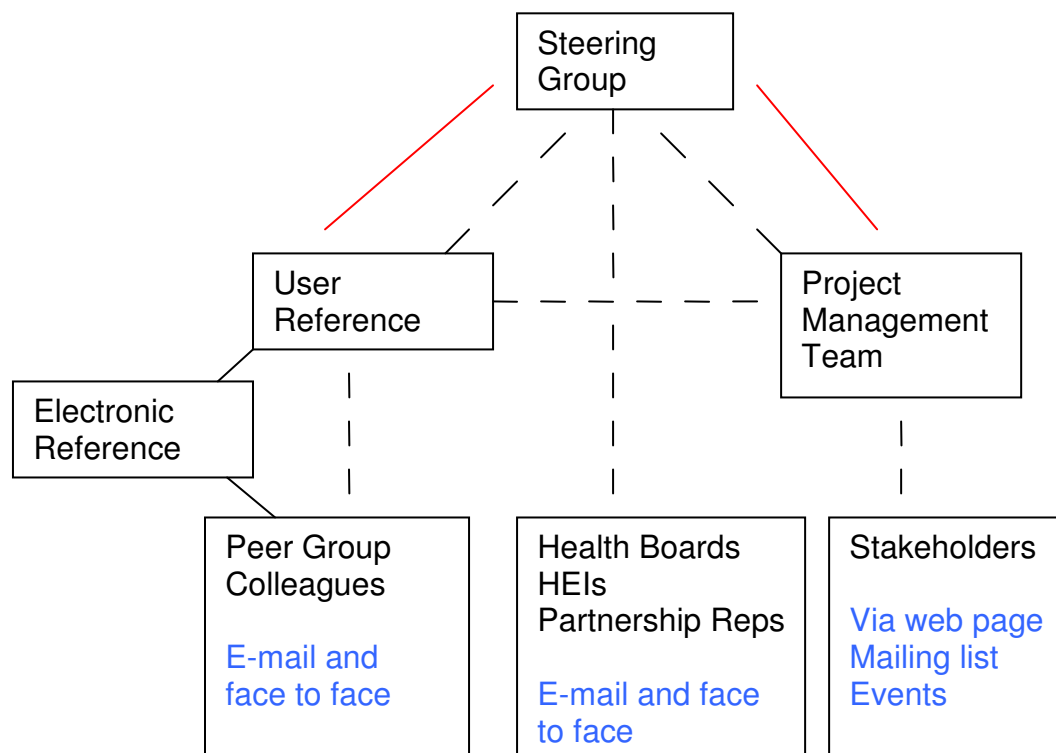 Steering
Group
User
Reference
Project
Management
Team
Electronic
Reference
Peer Group
Colleagues
E-mail and
face to face
Health Boards
HEIs
Partnership Reps
E-mail and face
to face
Stakeholders
Via web page
Mailing list
Events